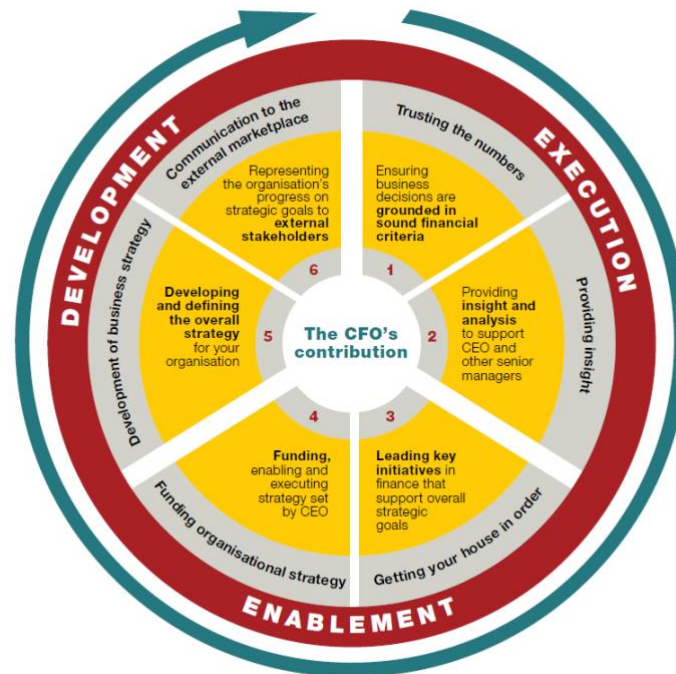 The CFO's
contribution
EXECUTION
Trusting the numbers
1
Ensuring
business
decisions are
grounded in
sound financial
criteria
Providing insight
2
Providing
insight and
analysis
to support
CEO and
other senior
managers
ENABLEMENT
Getting your house in order
3
Leading key
initiatives in
finance that
support overall
strategic
goals
Funding organisational strategy
4
Funding,
enabling and
executing
strategy set
by CEO
DEVELOPMENT
Development of business strategy
5
Developing
and defining
the overall
strategy
for your
organisation
Communication to the
external marketplace
6
Representing
the organisation's
progress on
strategic goals to
external
stakeholders